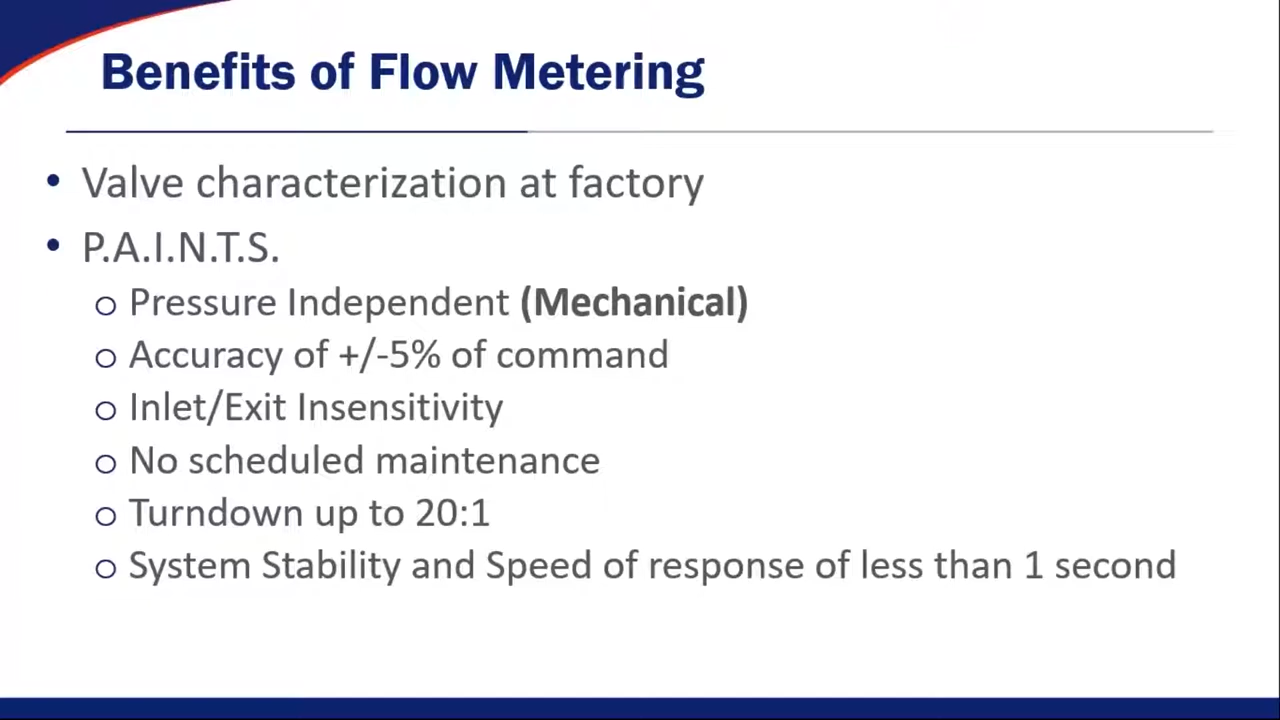 Benefits of Flow Metering
• Valve characterization at factory
• P.A.I.N.T.S.
o Pressure Independent (Mechanical)
o Accuracy of +/-5% of command
o Inlet/Exit Insensitivity
o No scheduled maintenance
o Turndown up to 20:1
o System Stability and Speed of response of less than 1 second